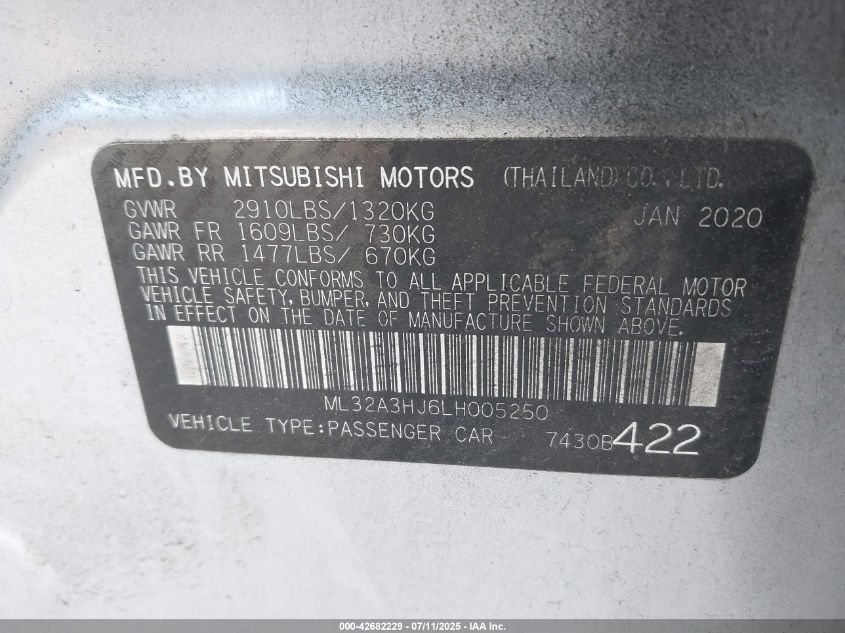 MFD.BY MITSUBISHI MOTORS (THAILAND) CO., LTD.
GVWR 2910LBS/1320KG JAN 2020
GAWR FR 1609LBS/ 730KG
GAWR RR 1477LBS/ 670KG
THIS VEHICLE CONFORMS TO ALL APPLICABLE FEDERAL MOTOR
VEHICLE SAFETY, BUMPER, AND THEFT PREVENTION STANDARDS
IN EFFECT ON THE DATE OF MANUFACTURE SHOWN ABOVE.
ML32A3HJ6LH005250
VEHICLE TYPE:PASSENGER CAR 7430B422
000-42682229 - 07/11/2025 - IAA Inc.